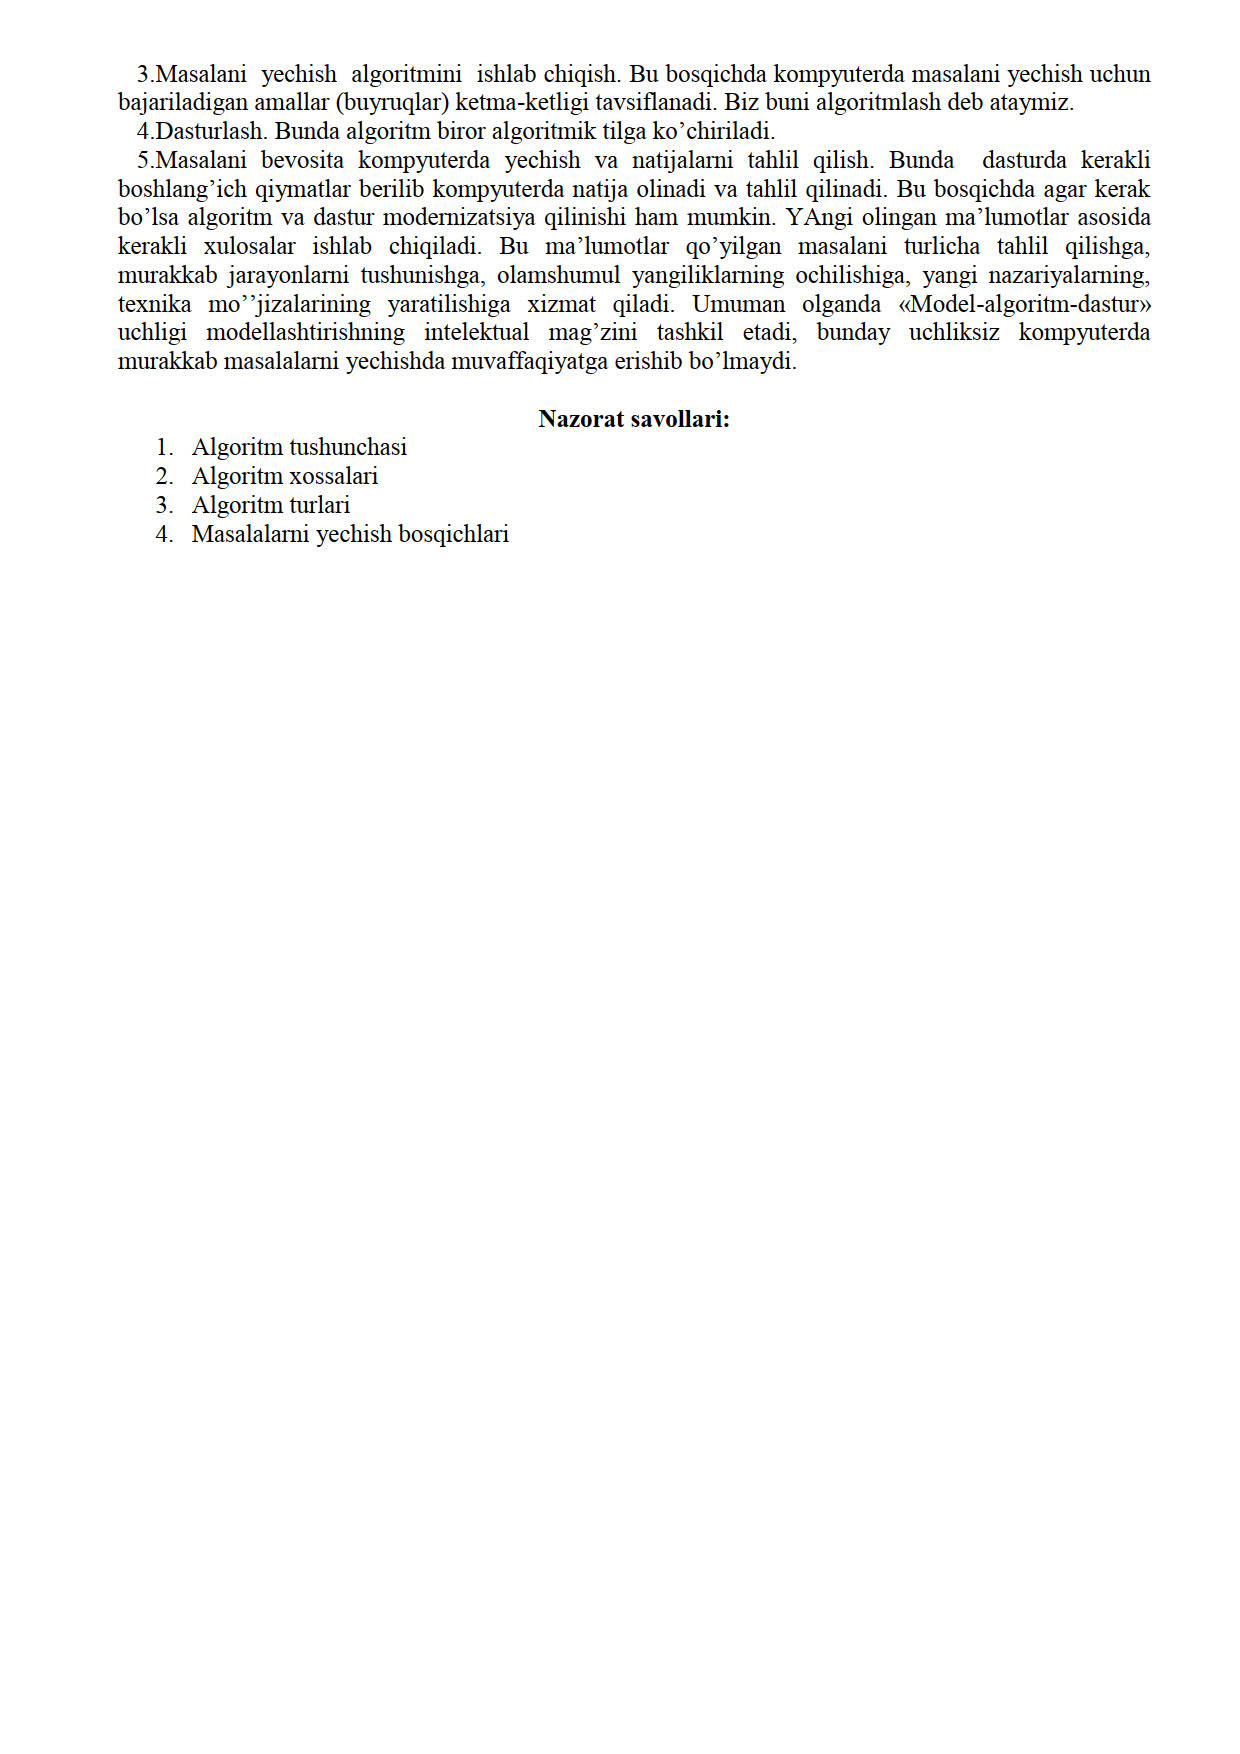 3.Masalani yechish algoritmini ishlab chiqish. Bu bosqichda kompyuterda masalani yechish uchun
bajariladigan amallar (buyruqlar) ketma-ketligi tavsiflanadi. Biz buni algoritmlash deb ataymiz.
4.Dasturlash. Bunda algoritm biror algoritmik tilga ko’chiriladi.
5.Masalani bevosita kompyuterda yechish va natijalarni tahlil qilish. Bunda dasturda kerakli
boshlang’ich qiymatlar berilib kompyuterda natija olinadi va tahlil qilinadi. Bu bosqichda agar kerak
bo’lsa algoritm va dastur modernizatsiya qilinishi ham mumkin. YAngi olingan ma’lumotlar asosida
kerakli xulosalar ishlab chiqiladi. Bu ma’lumotlar qo’yilgan masalani turlicha tahlil qilishga,
murakkab jarayonlarni tushunishga, olamshumul yangiliklarning ochilishiga, yangi nazariyalarning,
texnika mo’’jizalarining yaratilishiga xizmat qiladi. Umuman olganda «Model-algoritm-dastur»
uchligi modellashtirishning intelektual mag’zini tashkil etadi, bunday uchliksiz kompyuterda
murakkab masalalarni yechishda muvaffaqiyatga erishib bo’lmaydi.
Nazorat savollari:
1. Algoritm tushunchasi
2. Algoritm xossalari
3. Algoritm turlari
4. Masalalarni yechish bosqichlari